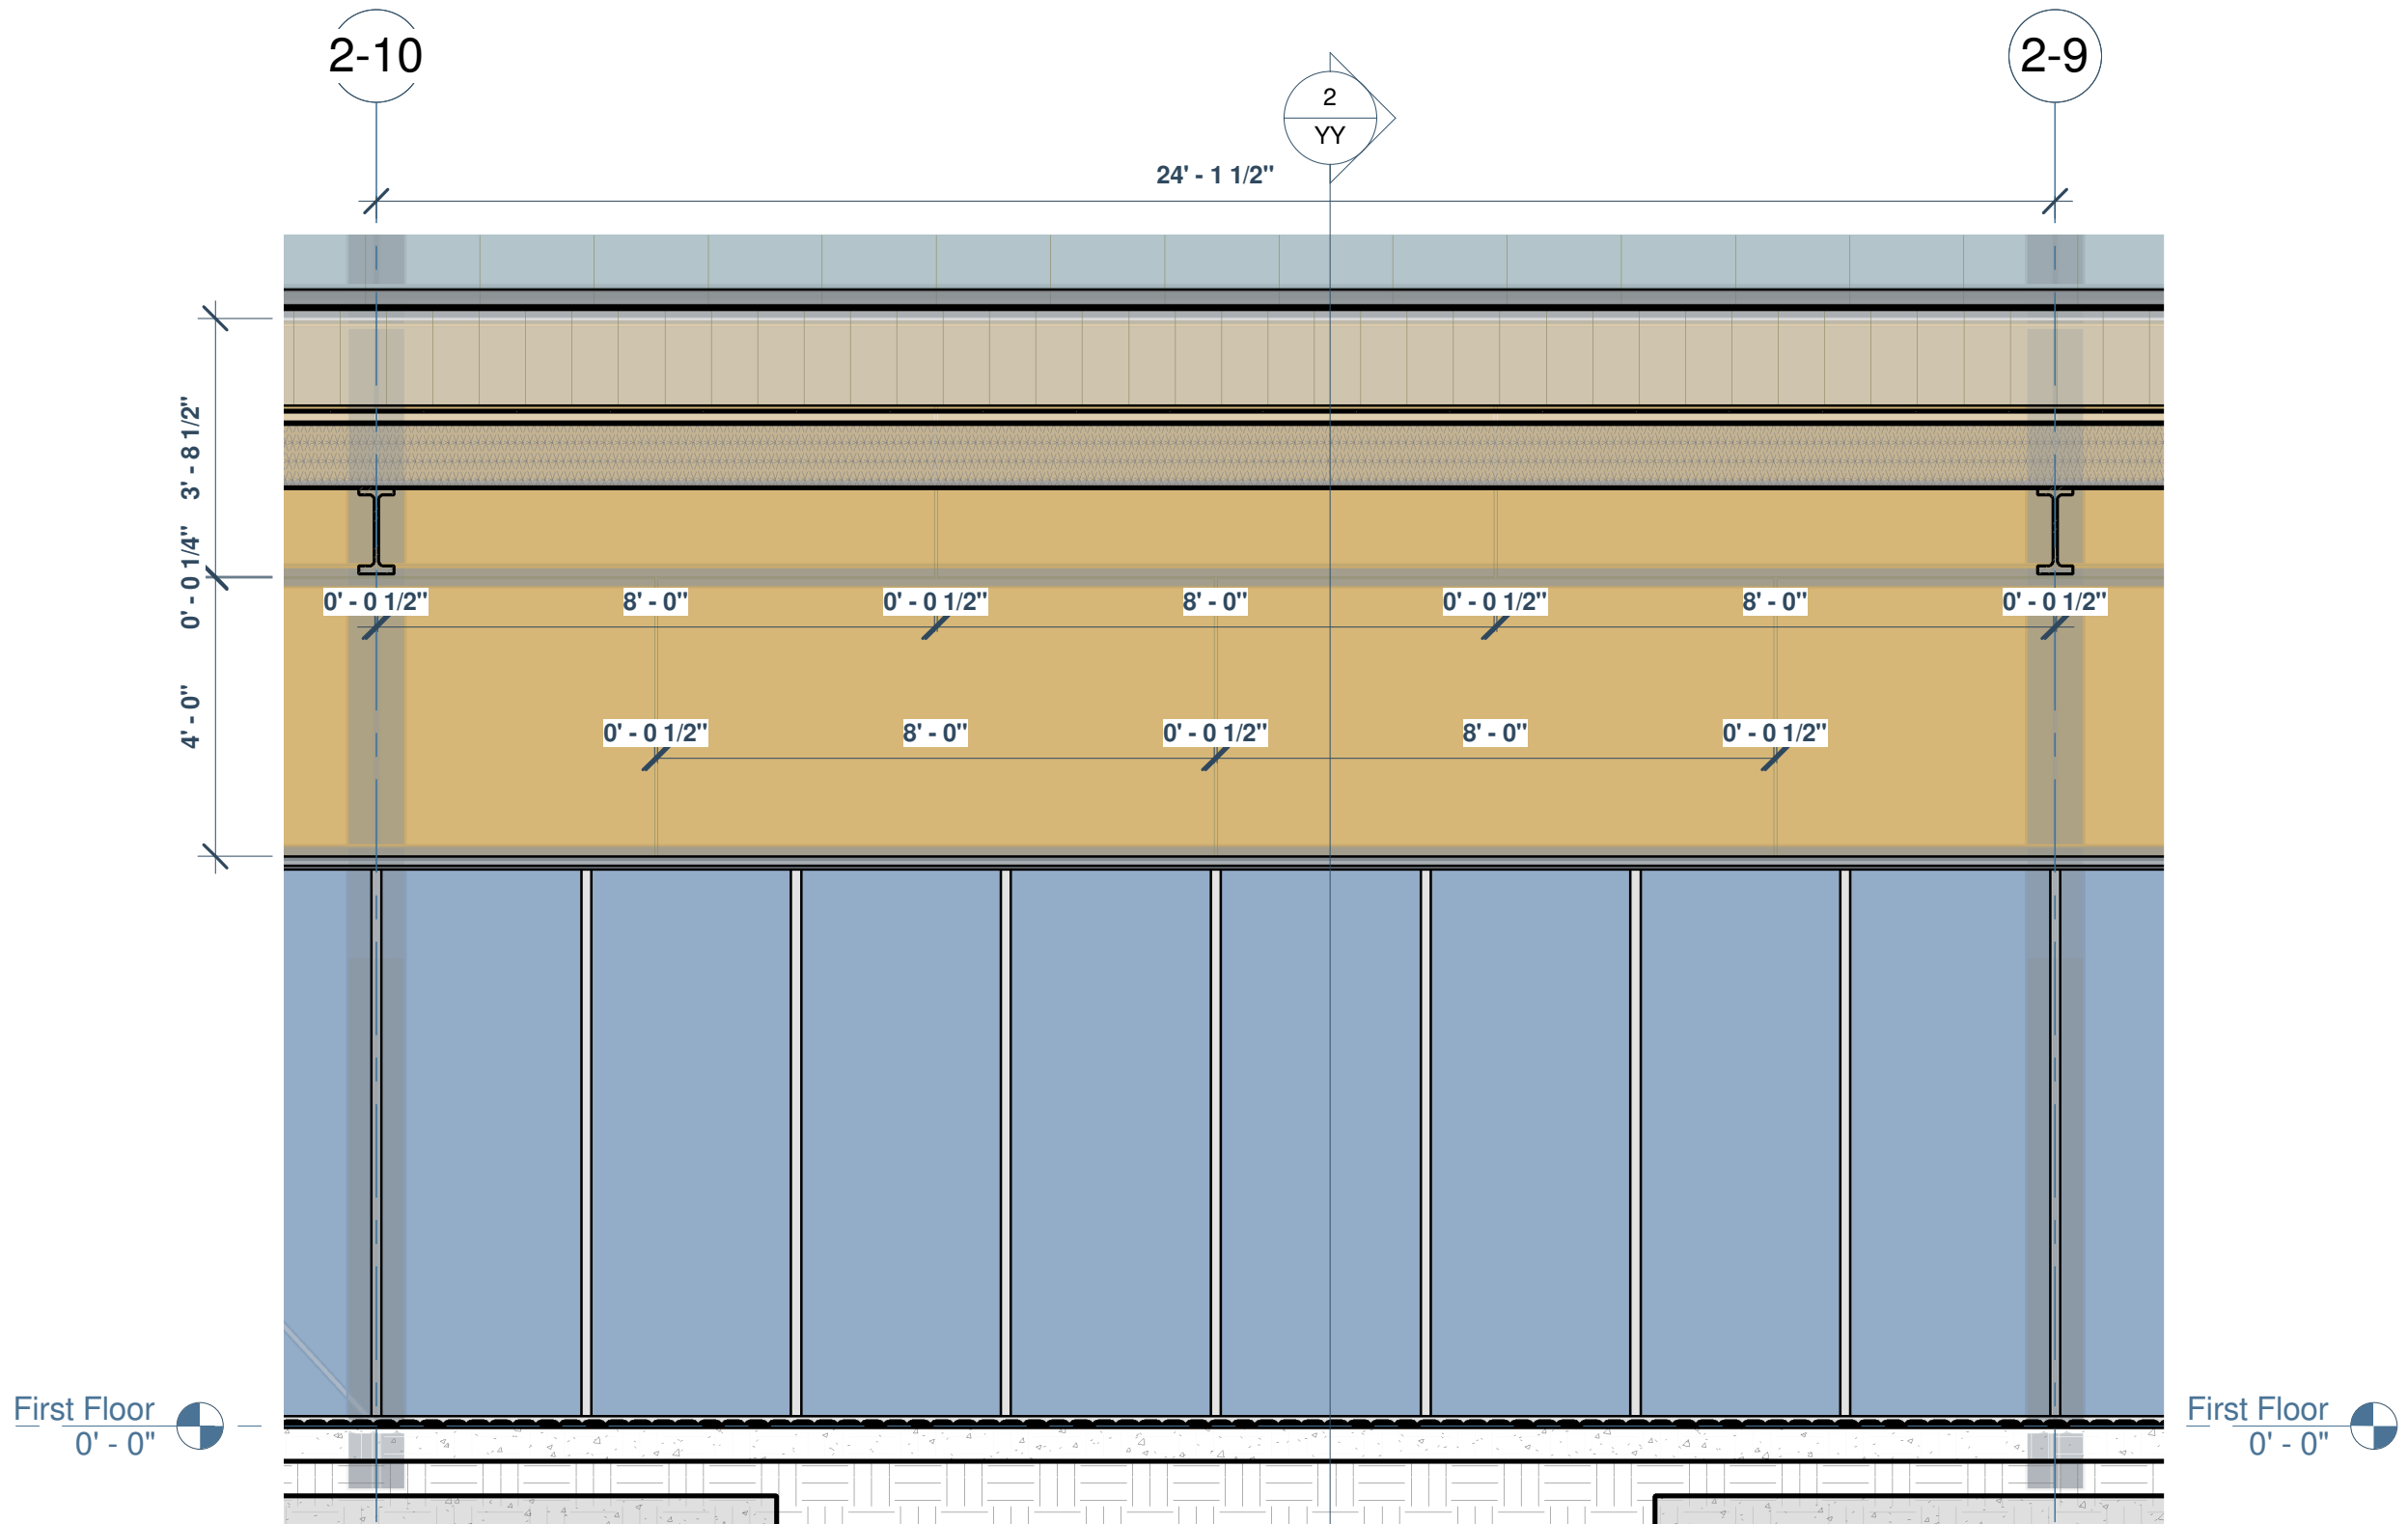 2-10
2-9
2
YY
24' - 1 1/2"
3' - 8 1/2"
0' - 0 1/4"
4' - 0"
0' - 0 1/2"
8' - 0"
0' - 0 1/2"
8' - 0"
0' - 0 1/2"
8' - 0"
0' - 0 1/2"
0' - 0 1/2"
8' - 0"
0' - 0 1/2"
8' - 0"
0' - 0 1/2"
First Floor
0' - 0"
First Floor
0' - 0"